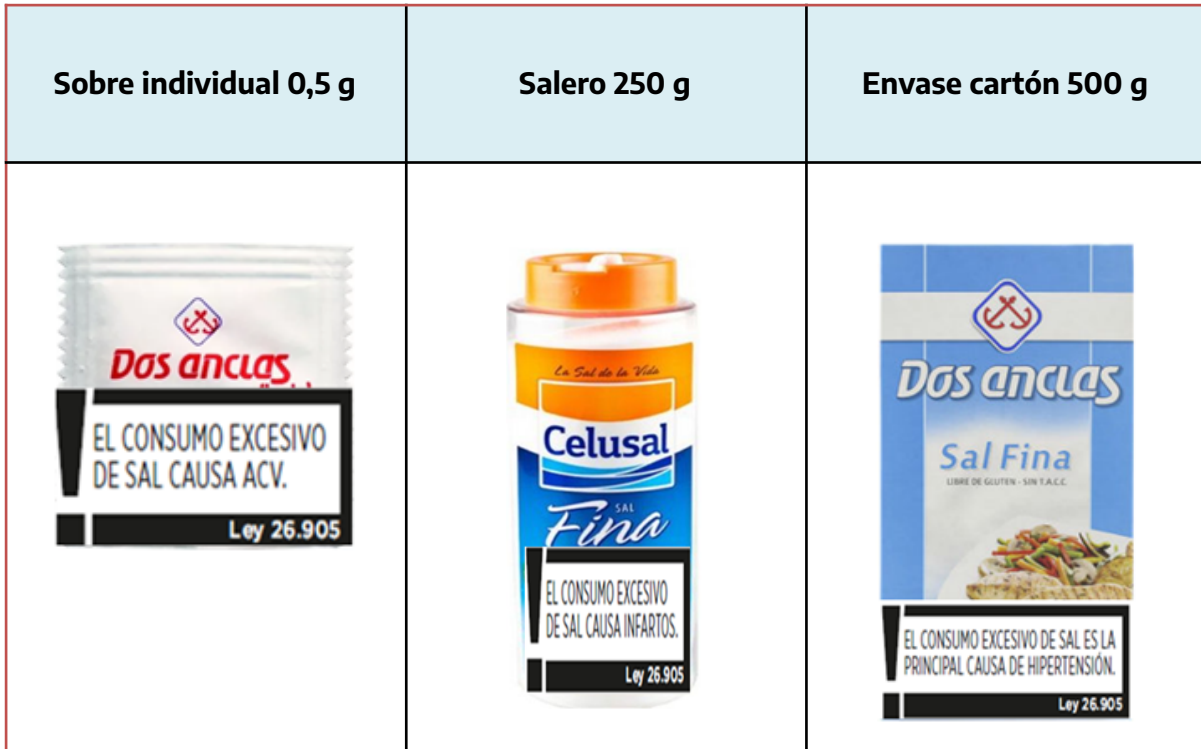 Sobre individual 0,5 g
Salero 250 g
Envase cartón 500 g
Dos anclas
EL CONSUMO EXCESIVO
DE SAL CAUSA ACV.
Ley 26.905
La Sal de la Vida
Celusal
SAL
Fina
EL CONSUMO EXCESIVO
DE SAL CAUSA INFARTOS.
Ley 26.905
Dos anclas
Sal Fina
LIBRE DE GLUTEN - SIN T.A.C.C.
EL CONSUMO EXCESIVO DE SAL ES LA
PRINCIPAL CAUSA DE HIPERTENSIÓN.
Ley 26.905